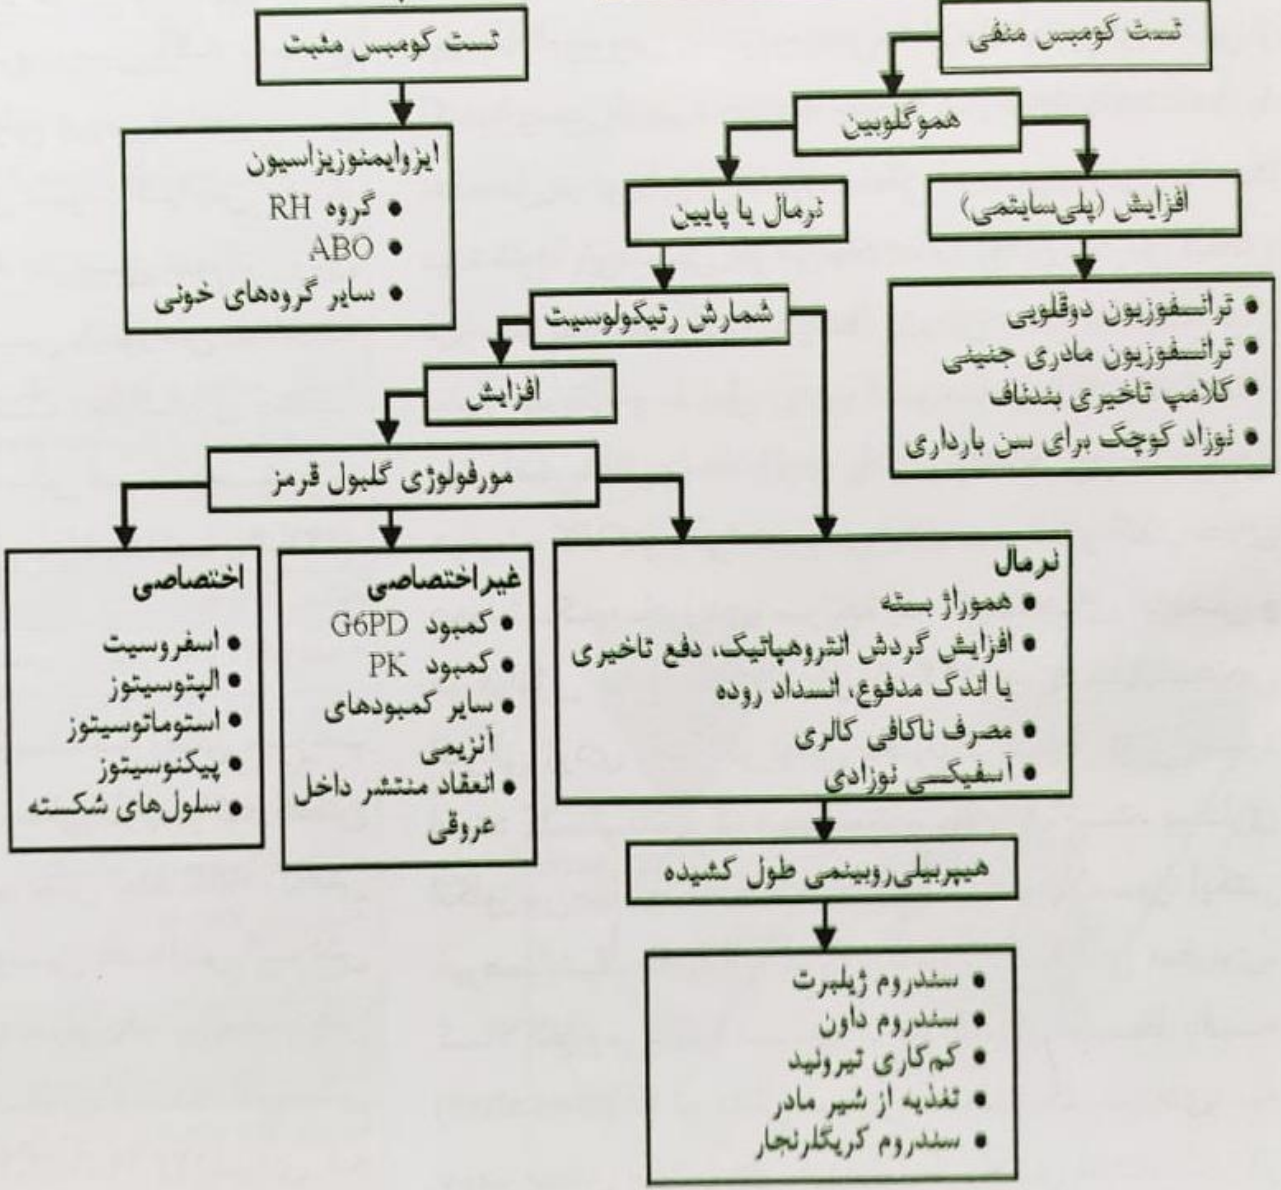 تست کومبس منفی
تست کومبس مثبت
هموگلوبین
ایزوایمنوزیزاسیون
• گروه RH
• ABO
• سایر گروه‌های خونی
افزایش (پلی‌سایتمی)
نرمال یا پایین
• ترانسفوزیون دوقلویی
• ترانسفوزیون مادری جنینی
• کلامپ تاخیری بندناف
• نوزاد کوچک برای سن بارداری
شمارش رتیکولوسیت
افزایش
مورفولوژی گلبول قرمز
نرمال
• هموراژ بسته
• افزایش گردش انتروهپاتیک، دفع تاخیری
یا اندک مدفوع، انسداد روده
• مصرف ناکافی کالری
• آسفیکسی نوزادی
غیراختصاصی
• کمبود G6PD
• کمبود PK
• سایر کمبودهای
آنزیمی
• انعقاد منتشر داخل
عروقی
اختصاصی
• اسفروسیت
• الپتوسیتوز
• استوماتوسیتوز
• پیکنوسیتوز
• سلول‌های شکسته
هیپربیلی‌روبینمی طول کشیده
• سندروم ژیلبرت
• سندروم داون
• کم‌کاری تیروئید
• تغذیه از شیر مادر
• سندروم کریگلرنجار